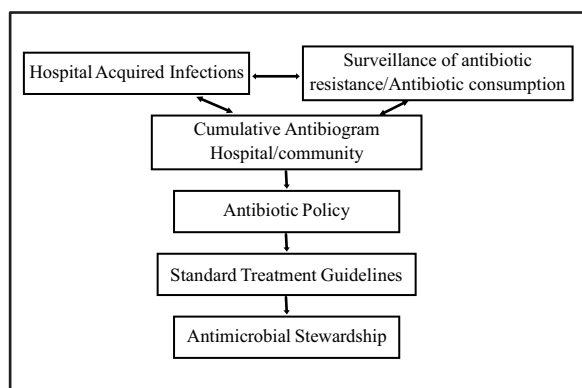 Hospital Acquired Infections
Surveillance of antibiotic
resistance/Antibiotic consumption
Cumulative Antibiogram
Hospital/community
Antibiotic Policy
Standard Treatment Guidelines
Antimicrobial Stewardship